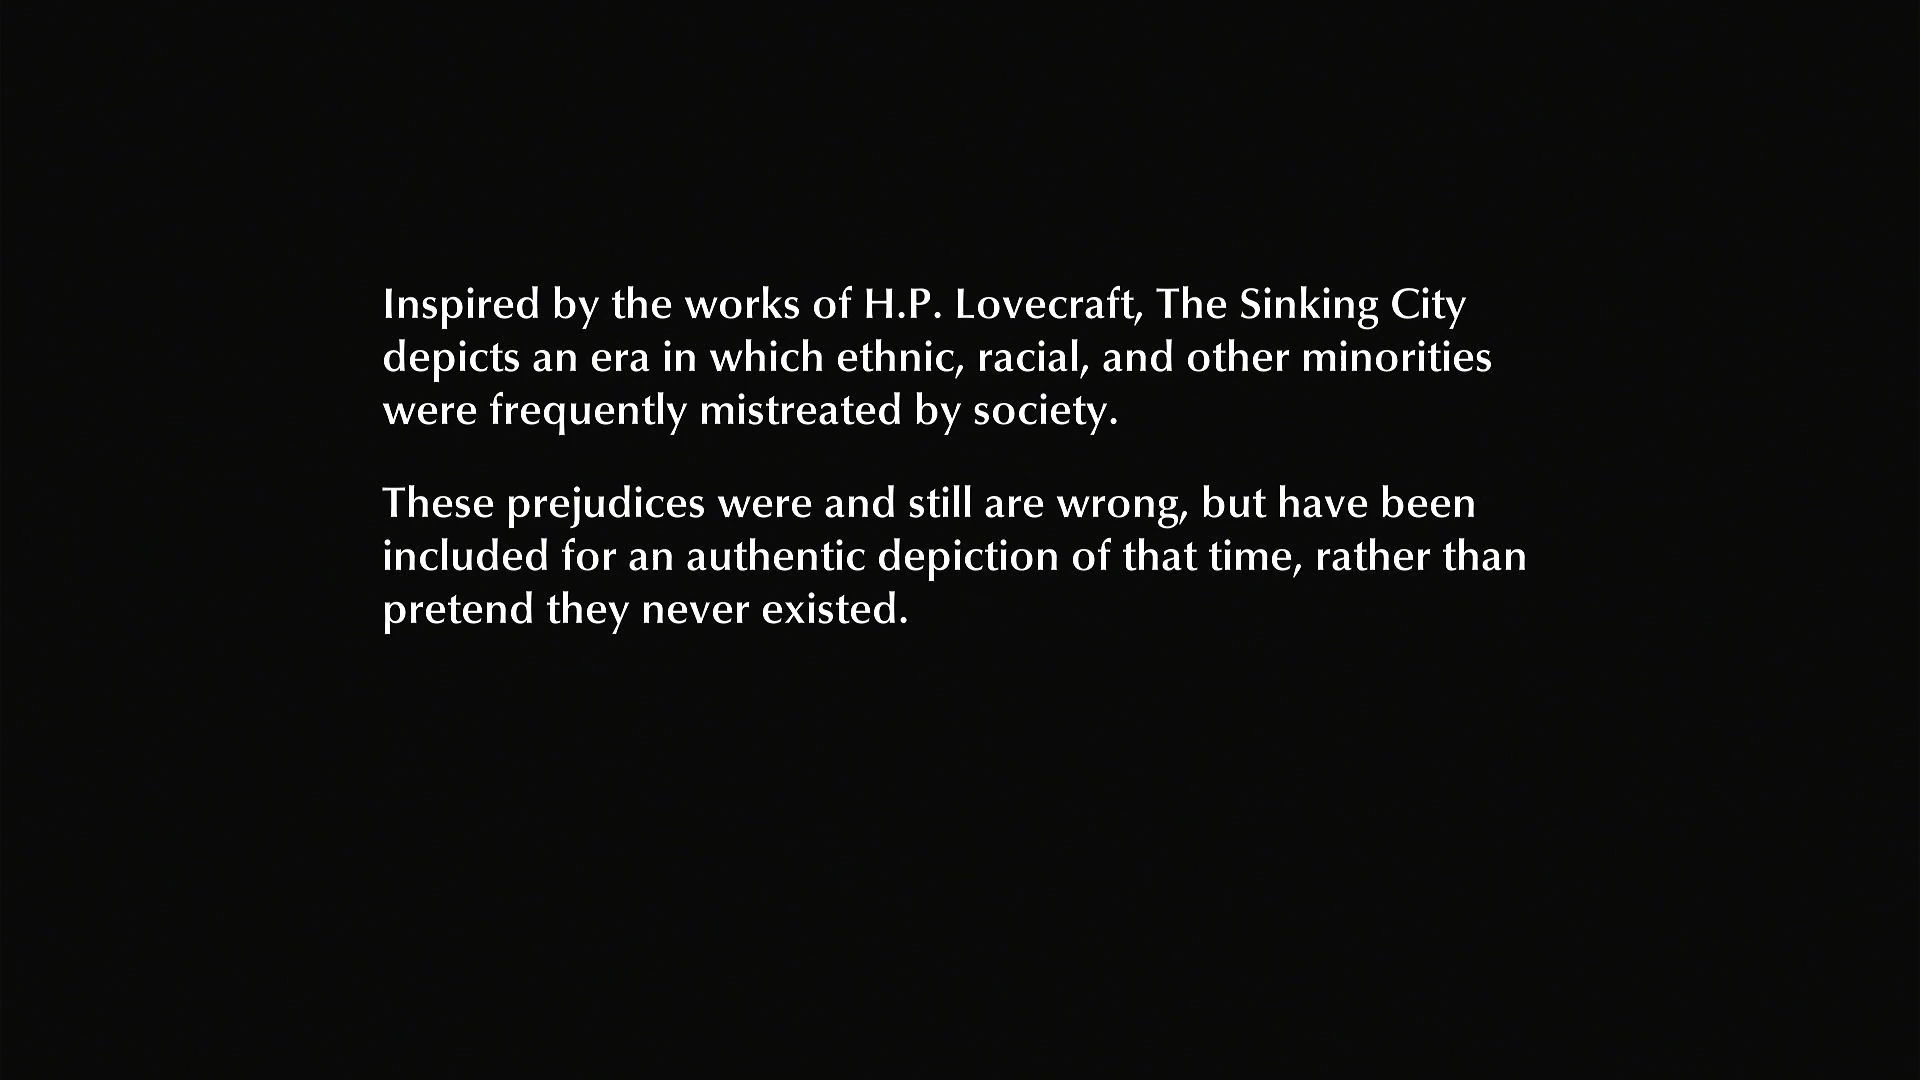 Inspired by the works of H.P. Lovecraft, The Sinking City
depicts an era in which ethnic, racial, and other minorities
were frequently mistreated by society.
These prejudices were and still are wrong, but have been
included for an authentic depiction of that time, rather than
pretend they never existed.